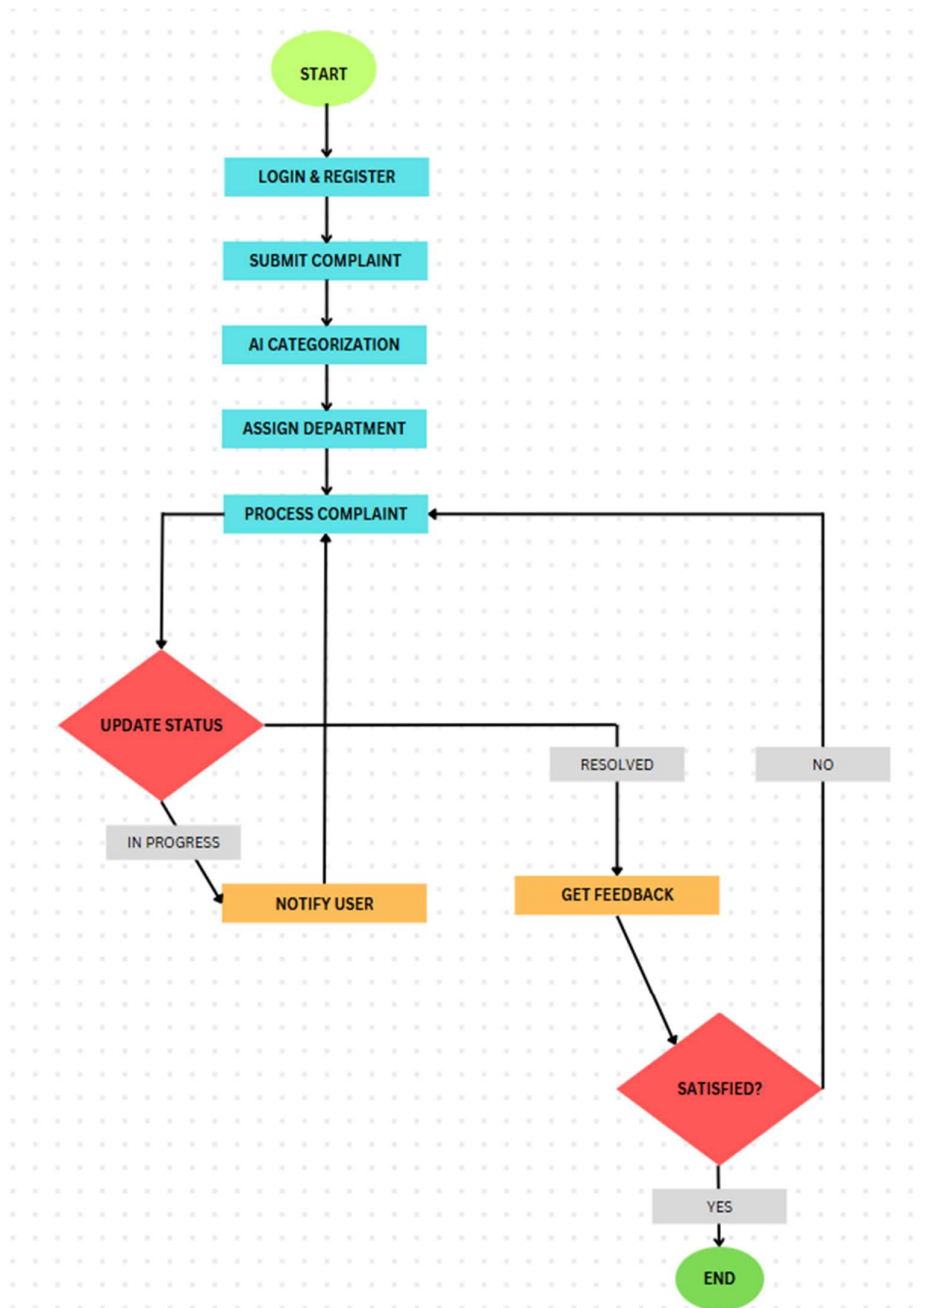 START
LOGIN & REGISTER
SUBMIT COMPLAINT
AI CATEGORIZATION
ASSIGN DEPARTMENT
PROCESS COMPLAINT
UPDATE STATUS
RESOLVED
NO
IN PROGRESS
NOTIFY USER
GET FEEDBACK
SATISFIED?
YES
END